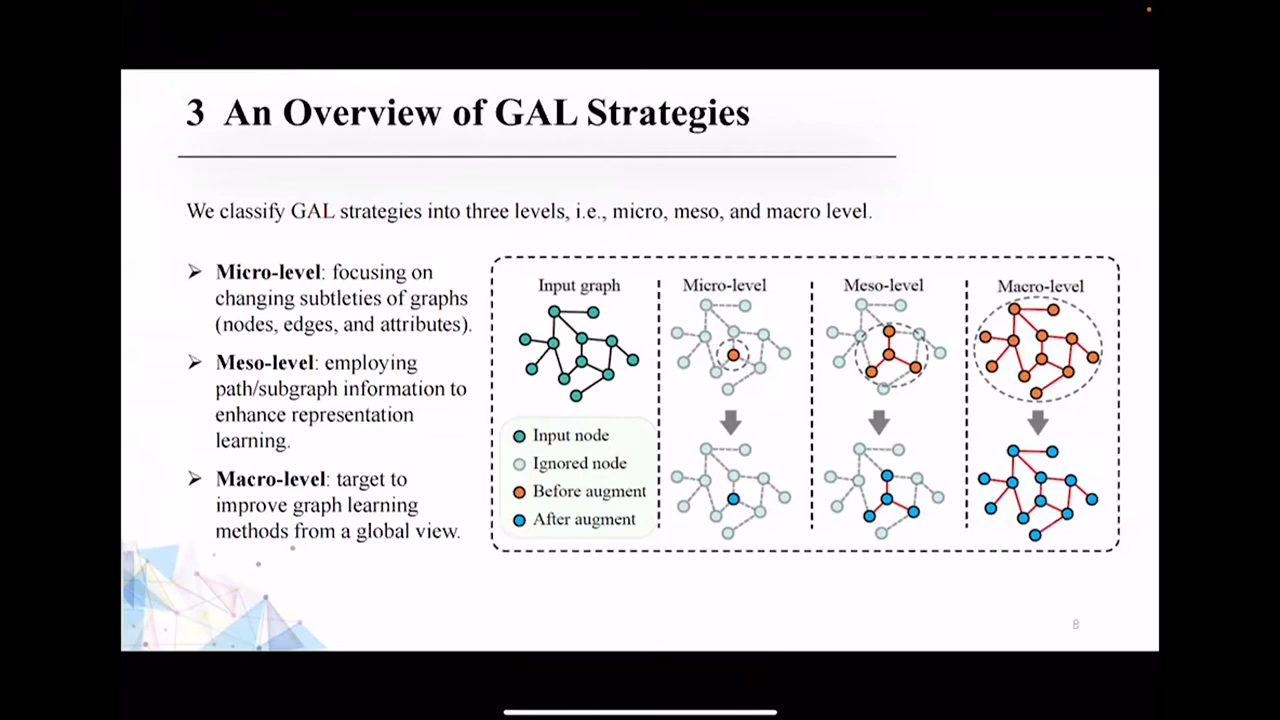 3 An Overview of GAL Strategies
We classify GAL strategies into three levels, i.e., micro, meso, and macro level.
➢ Micro-level: focusing on
changing subtleties of graphs
(nodes, edges, and attributes).
➢ Meso-level: employing
path/subgraph information to
enhance representation
learning.
➢ Macro-level: target to
improve graph learning
methods from a global view.
Input graph
Micro-level
Meso-level
Macro-level
Input node
Ignored node
Before augment
After augment
8